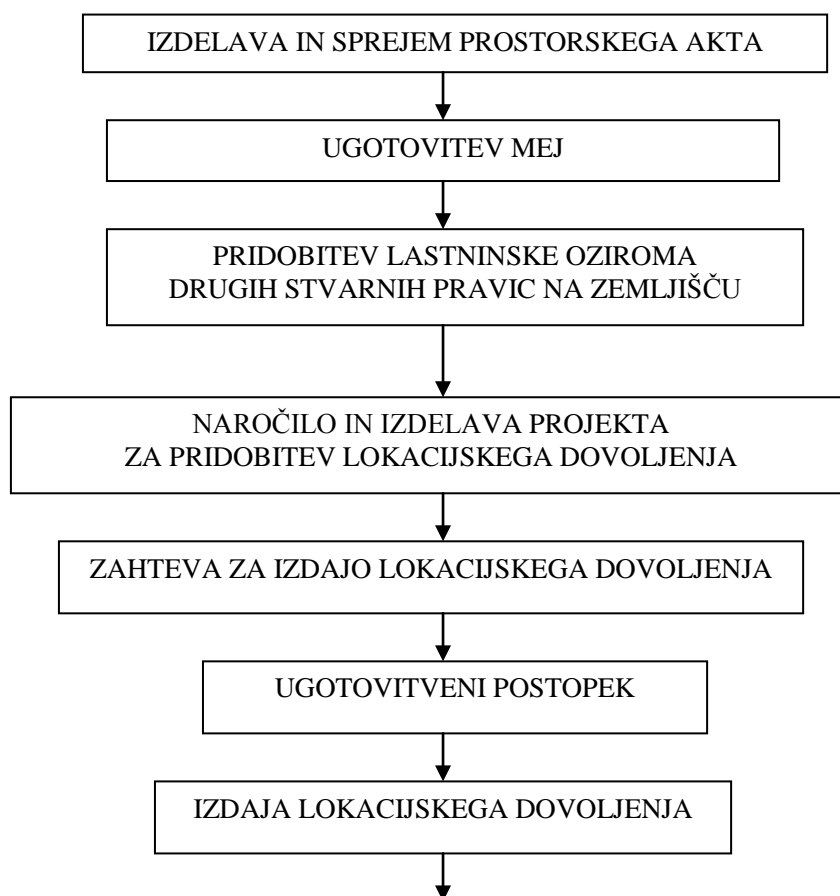 IZDELAVA IN SPREJEM PROSTORSKEGA AKTA
UGOTOVITEV MEJ
PRIDOBITEV LASTNINSKE OZIROMA
DRUGIH STVARNIH PRAVIC NA ZEMLJIŠČU
NAROČILO IN IZDELAVA PROJEKTA
ZA PRIDOBITEV LOKACIJSKEGA DOVOLJENJA
ZAHTEVA ZA IZDAJO LOKACIJSKEGA DOVOLJENJA
UGOTOVITVENI POSTOPEK
IZDAJA LOKACIJSKEGA DOVOLJENJA